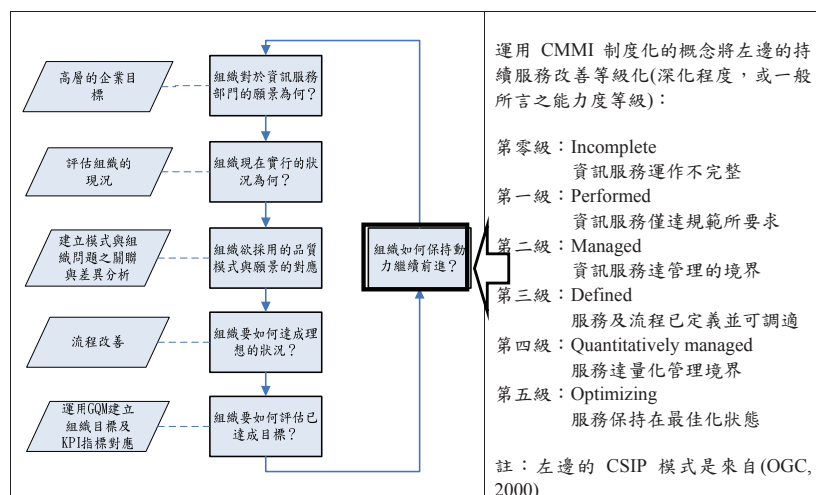 高層的企業目
標
組織對於資訊服務
部門的願景為何？
評估組織的
現況
組織現在實行的狀
況為何？
建立模式與組
織問題之關聯
與差異分析
組織欲採用的品質
模式與願景的對應
組織如何保持動
力繼續前進？
流程改善
組織要如何達成理
想的狀況？
運用GQM建立
組織目標及
KPI指標對應
組織要如何評估已
達成目標？
運用 CMMI 制度化的概念將左邊的持
續服務改善等級化(深化程度，或一般
所言之能力度等級)：
第零級：Incomplete
資訊服務運作不完整
第一級：Performed
資訊服務僅達規範所要求
第二級：Managed
資訊服務達管理的境界
第三級：Defined
服務及流程已定義並可調適
第四級：Quantitatively managed
服務達量化管理境界
第五級：Optimizing
服務保持在最佳化狀態
註：左邊的 CSIP 模式是來自(OGC,
2000)